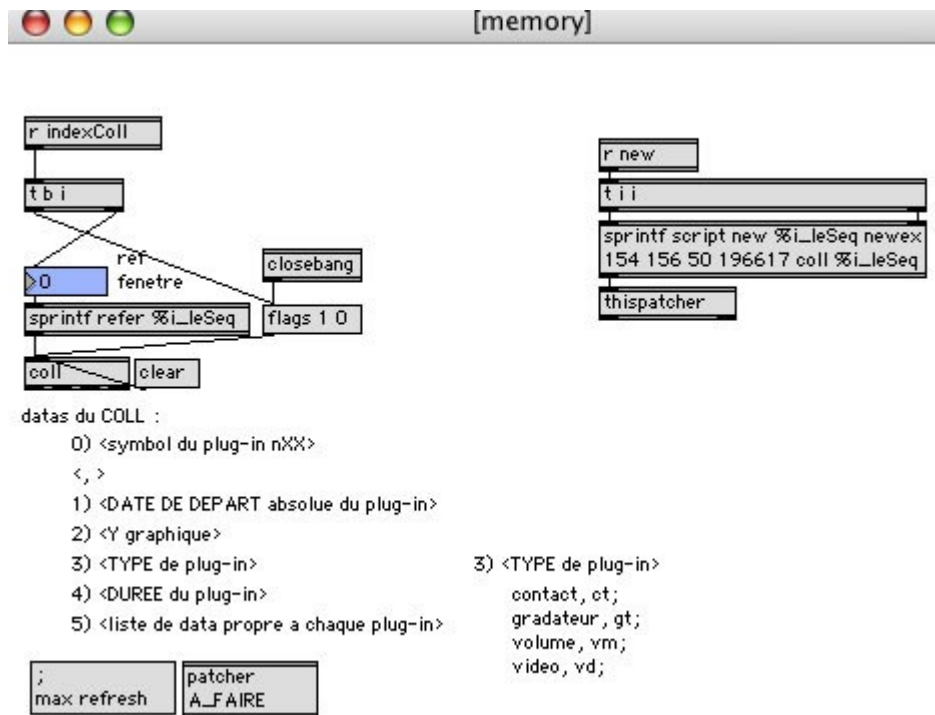 [memory]
r indexColl
t b i
0
ref
fenetre
closebang
sprintf refer %i_leSeq
flags 1 0
coll
clear
r new
t i i
sprintf script new %i_leSeq newex
154 156 50 196617 coll %i_leSeq
thispatcher
datas du COLL :
0) <symbol du plug-in nXX>
<, >
1) <DATE DE DEPART absolue du plug-in>
2) <Y graphique>
3) <TYPE de plug-in>
4) <DUREE du plug-in>
5) <liste de data propre a chaque plug-in>
3) <TYPE de plug-in>
contact, ct;
gradateur, gt;
volume, vm;
video, vd;
;
max refresh
patcher
A_FAIRE